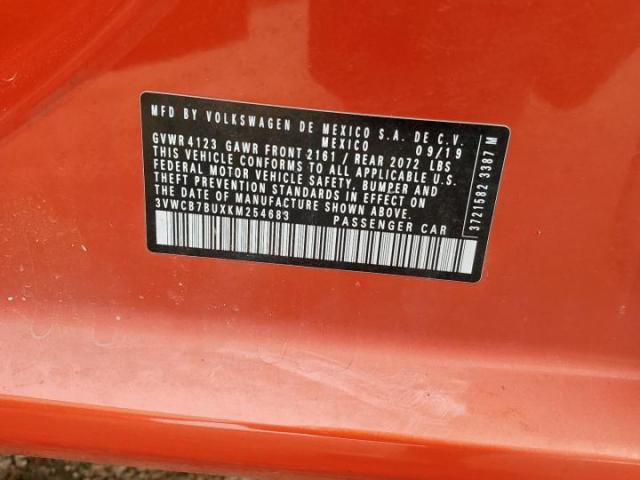 MFD BY VOLKSWAGEN DE MEXICO S.A. DE C.V.
MEXICO 09/19
GVWR 4123 GAWR FRONT 2161 / REAR 2072 LBS
THIS VEHICLE CONFORMS TO ALL APPLICABLE U.S.
FEDERAL MOTOR VEHICLE SAFETY, BUMPER AND
THEFT PREVENTION STANDARDS IN EFFECT ON
THE DATE OF MANUFACTURE SHOWN ABOVE.
3VWCB7BUXKM254683 PASSENGER CAR
3721582 3387 M